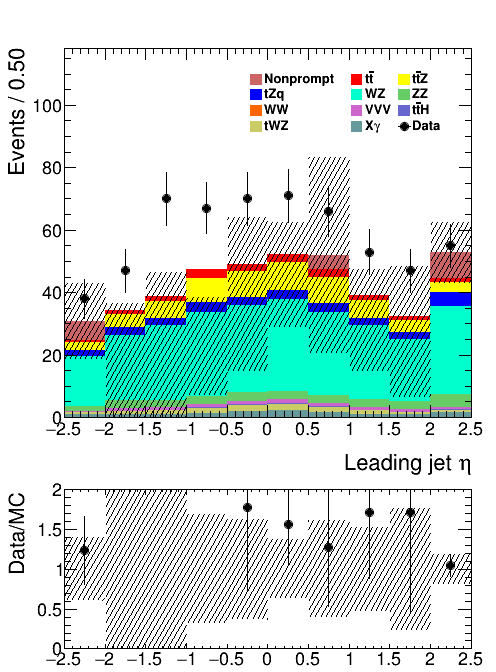 Events / 0.50
100
80
60
40
20
0
Nonprompt tt̄ tt̄Z
tZq WZ ZZ
WW VVV tt̄H
tWZ Xγ Data
−2.5 −2 −1.5 −1 −0.5 0 0.5 1 1.5 2 2.5
Leading jet η
Data/MC
2
1.5
1
0.5
0
−2.5 −2 −1.5 −1 −0.5 0 0.5 1 1.5 2 2.5